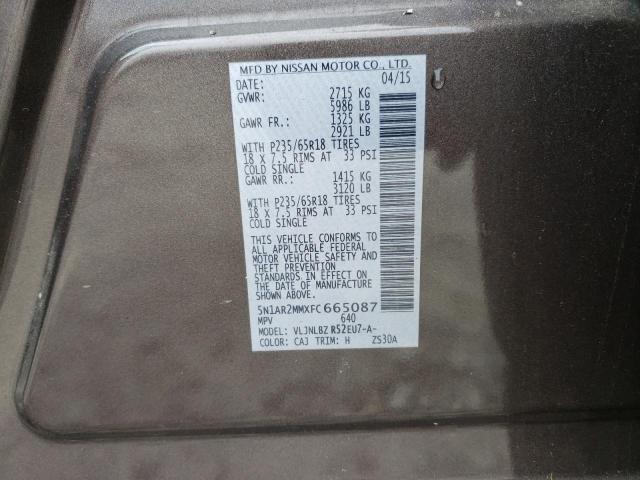 MFD BY NISSAN MOTOR CO., LTD.
DATE: 04/15
GVWR: 2715 KG
5986 LB
GAWR FR.: 1325 KG
2921 LB
WITH P235/65R18 TIRES
18 X 7.5 RIMS AT 33 PSI
COLD SINGLE
GAWR RR.: 1415 KG
3120 LB
WITH P235/65R18 TIRES
18 X 7.5 RIMS AT 33 PSI
COLD SINGLE
THIS VEHICLE CONFORMS TO
ALL APPLICABLE FEDERAL
MOTOR VEHICLE SAFETY AND
THEFT PREVENTION
STANDARDS IN EFFECT ON
THE DATE OF MANUFACTURE
SHOWN ABOVE.
5N1AR2MMXFC665087
MPV 640
VLJNLBZ R52EU7-A-
COLOR: CAJ TRIM: H ZS30A